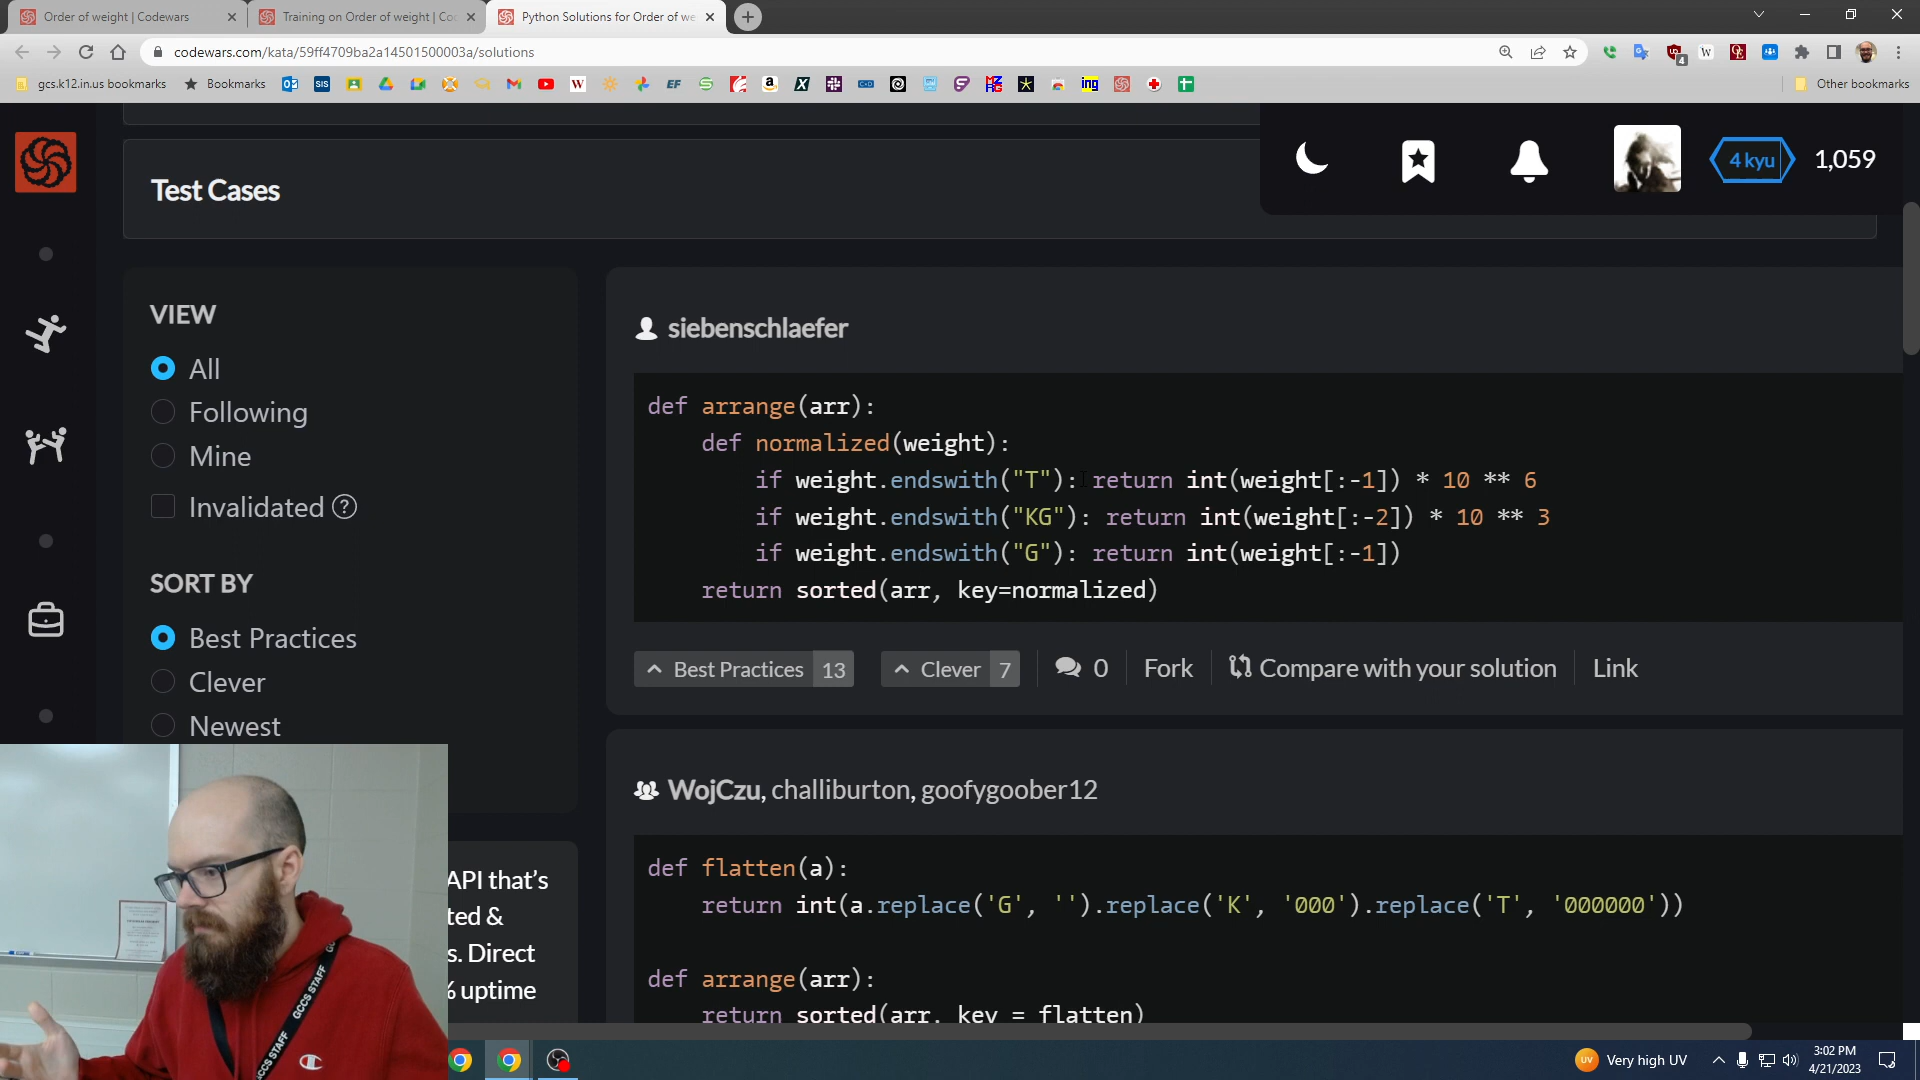 Order of weight | Codewars
Training on Order of weight | Co
Python Solutions for Order of we
codewars.com/kata/59ff4709ba2a14501500003a/solutions
gcs.k12.in.us bookmarks
Bookmarks
Other bookmarks
Test Cases
4 kyu
1,059
VIEW
All
Following
Mine
Invalidated
SORT BY
Best Practices
Clever
Newest
API that's
ted &
s. Direct
% uptime
siebenschlaefer
def arrange(arr):
def normalized(weight):
if weight.endswith("T"): return int(weight[:-1]) * 10 ** 6
if weight.endswith("KG"): return int(weight[:-2]) * 10 ** 3
if weight.endswith("G"): return int(weight[:-1])
return sorted(arr, key=normalized)
Best Practices 13
Clever 7
0
Fork
Compare with your solution
Link
WojCzu, challiburton, goofygoober12
def flatten(a):
return int(a.replace('G', '').replace('K', '000').replace('T', '000000'))
def arrange(arr):
return sorted(arr, key = flatten)
GCCS STAFF
GCCS STAFF
UV
Very high UV
3:02 PM
4/21/2023